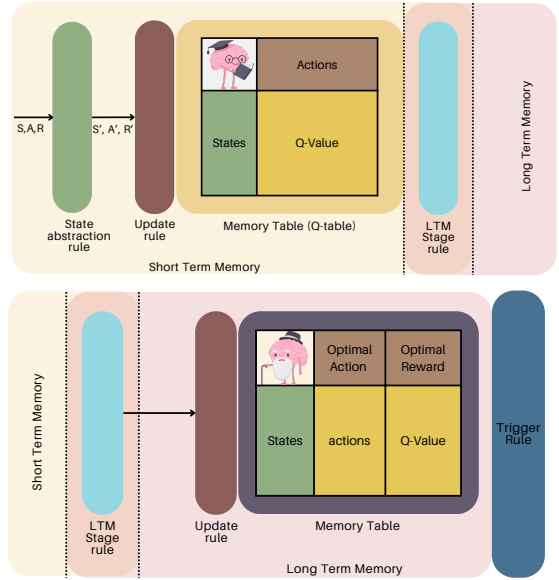 S,A,R
S', A', R'
Actions
States
Q-Value
State
abstraction
rule
Update
rule
Memory Table (Q-table)
LTM
Stage
rule
Short Term Memory
Long Term Memory
Short Term Memory
Optimal
Action
Optimal
Reward
States
actions
Q-Value
Trigger
Rule
LTM
Stage
rule
Update
rule
Memory Table
Long Term Memory